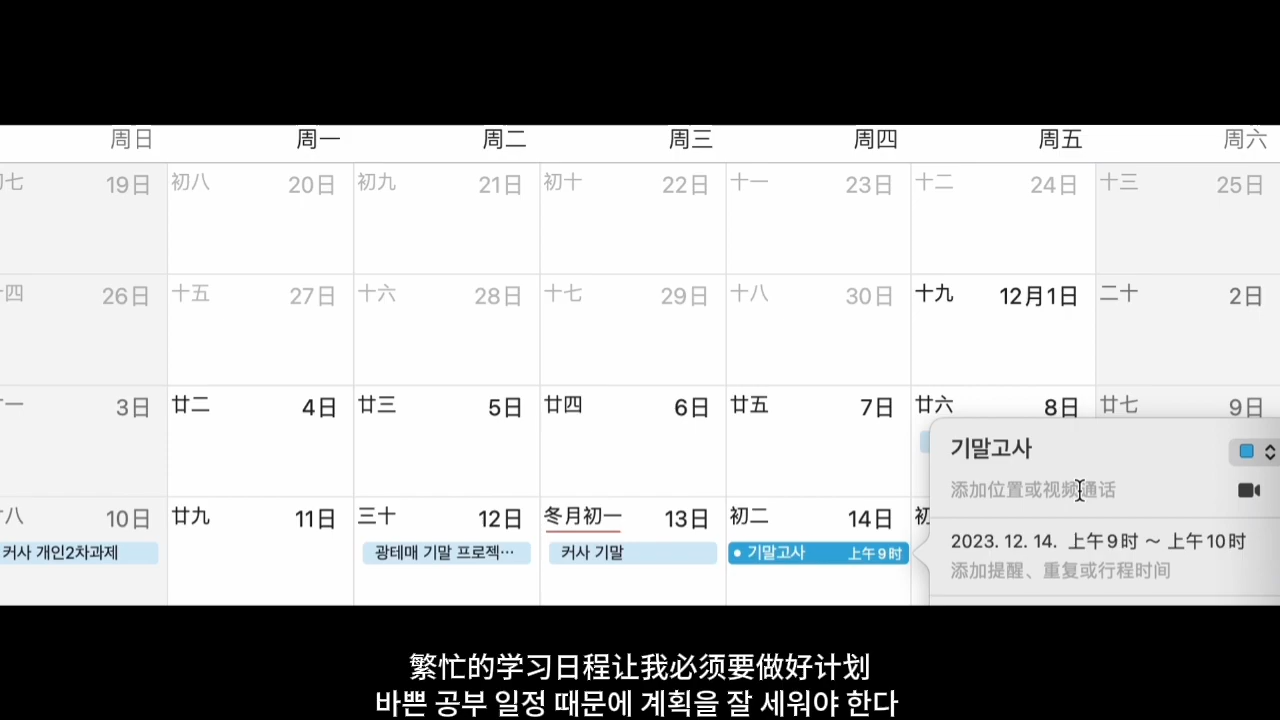 周日 周一 周二 周三 周四 周五 周六
七 19日 初八 20日 初九 21日 初十 22日 十一 23日 十二 24日 十三 25日
四 26日 十五 27日 十六 28日 十七 29日 十八 30日 十九 12月1日 二十 2日
一 3日 廿二 4日 廿三 5日 廿四 6日 廿五 7日 廿六 8日 廿七 9日
기말고사
添加位置或视频通话
八 10日 廿九 11日 三十 12日 冬月初一 13日 初二 14日 初
커사 개인2차과제 광테매 기말 프로젝… 커사 기말 기말고사 上午9时
2023. 12. 14. 上午9时 ~ 上午10时
添加提醒、重复或行程时间
繁忙的学习日程让我必须要做好计划
바쁜 공부 일정 때문에 계획을 잘 세워야 한다